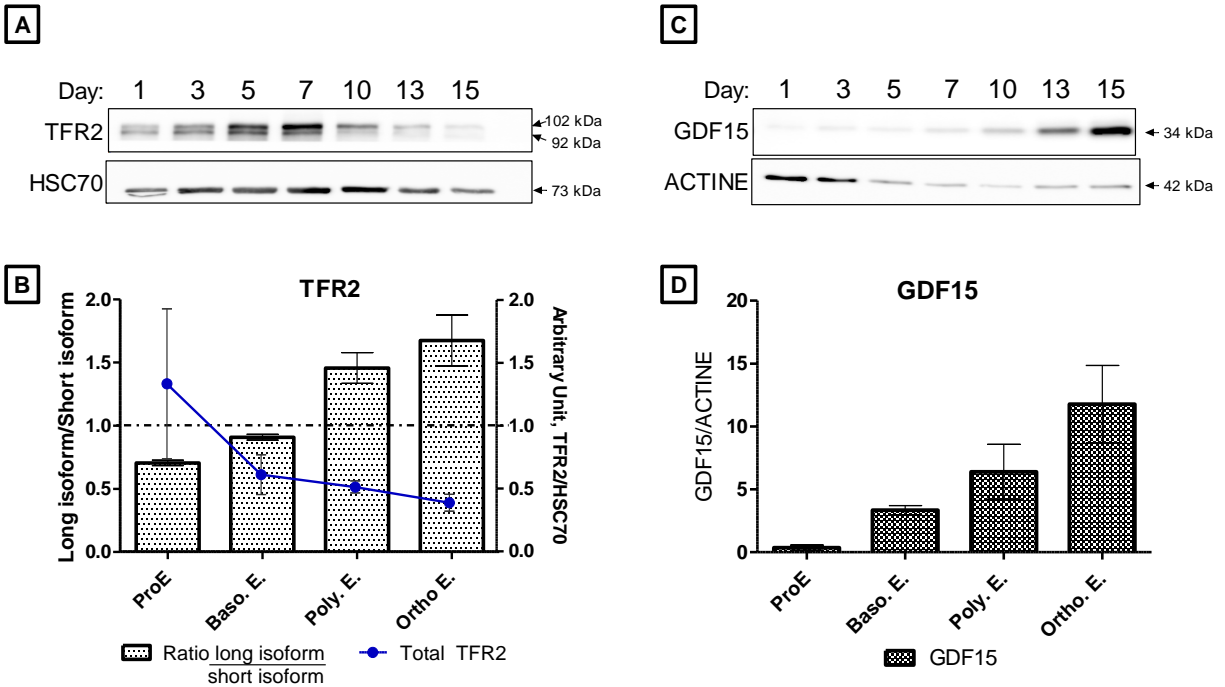 A
Day: 1 3 5 7 10 13 15
TFR2
102 kDa
92 kDa
HSC70
73 kDa
C
Day: 1 3 5 7 10 13 15
GDF15
34 kDa
ACTINE
42 kDa
B
TFR2
Long isoform/Short isoform
2.0
1.5
1.0
0.5
0.0
2.0
1.5
1.0
0.5
0.0
Arbitrary Unit, TFR2/HSC70
ProE
Baso. E.
Poly. E.
Ortho E.
Ratio long isoform
short isoform
Total TFR2
D
GDF15
GDF15/ACTINE
20
15
10
5
0
ProE
Baso. E.
Poly. E.
Ortho. E.
GDF15